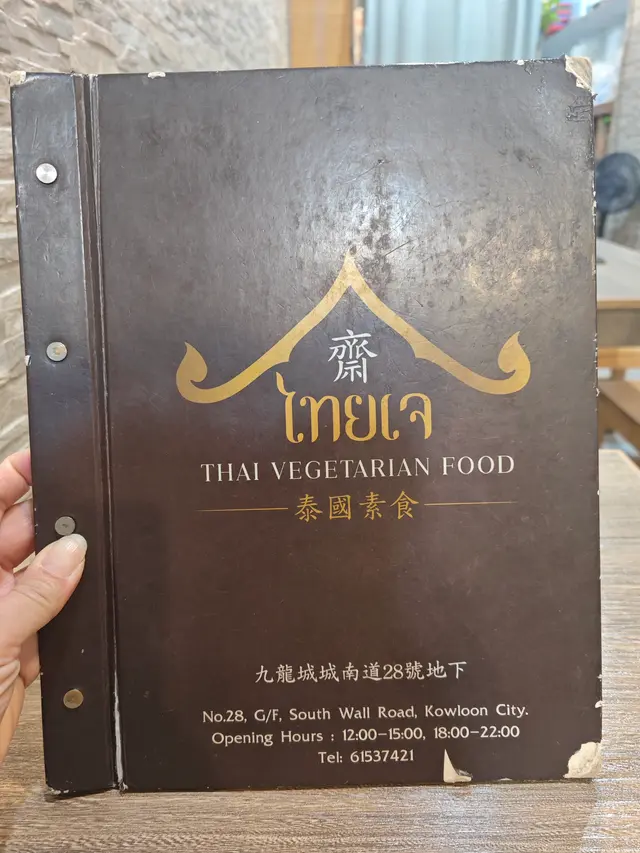 齋
ไทยเจ
THAI VEGETARIAN FOOD
泰國素食
九龍城城南道28號地下
No.28, G/F, South Wall Road, Kowloon City.
Opening Hours : 12:00–15:00, 18:00–22:00
Tel: 61537421